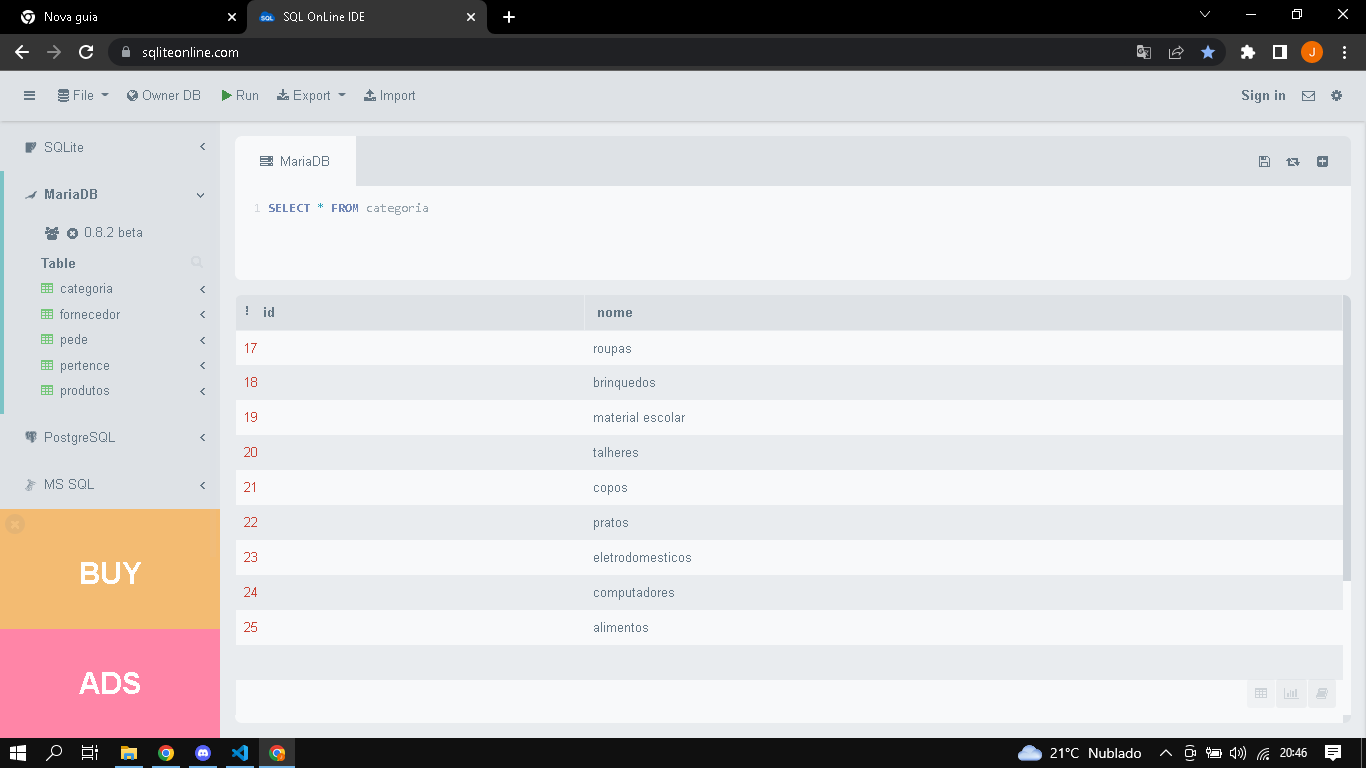 Nova guia
SQL OnLine IDE
sqliteonline.com
J
File
Owner DB
Run
Export
Import
Sign in
SQLite
MariaDB
0.8.2 beta
Table
categoria
fornecedor
pede
pertence
produtos
PostgreSQL
MS SQL
BUY
ADS
MariaDB
1 SELECT * FROM categoria
! id nome
17 roupas
18 brinquedos
19 material escolar
20 talheres
21 copos
22 pratos
23 eletrodomesticos
24 computadores
25 alimentos
21°C Nublado
20:46